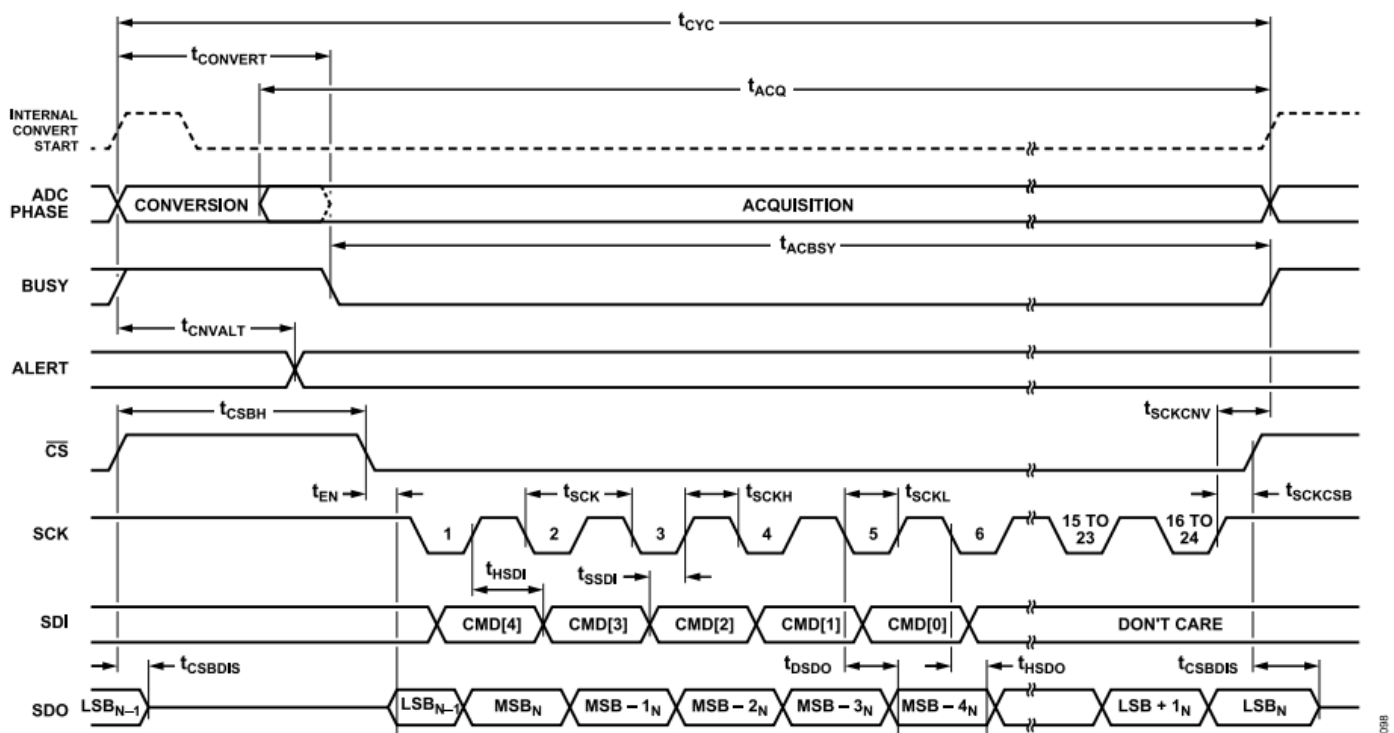 tCYC
tCONVERT
tACQ
INTERNAL
CONVERT
START
ADC
PHASE
CONVERSION
ACQUISITION
tACBSY
BUSY
tCNVALT
ALERT
tCSBH
tSCKCNV
CS
tEN
tSCK
tSCKH
tSCKL
tSCKCSB
SCK
1
2
3
4
5
6
15 TO
23
16 TO
24
tHSDI
tSSDI
SDI
CMD[4]
CMD[3]
CMD[2]
CMD[1]
CMD[0]
DON'T CARE
tCSBDIS
tDSDO
tHSDO
tCSBDIS
SDO
LSBN–1
LSBN–1
MSBN
MSB – 1N
MSB – 2N
MSB – 3N
MSB – 4N
LSB + 1N
LSBN
098